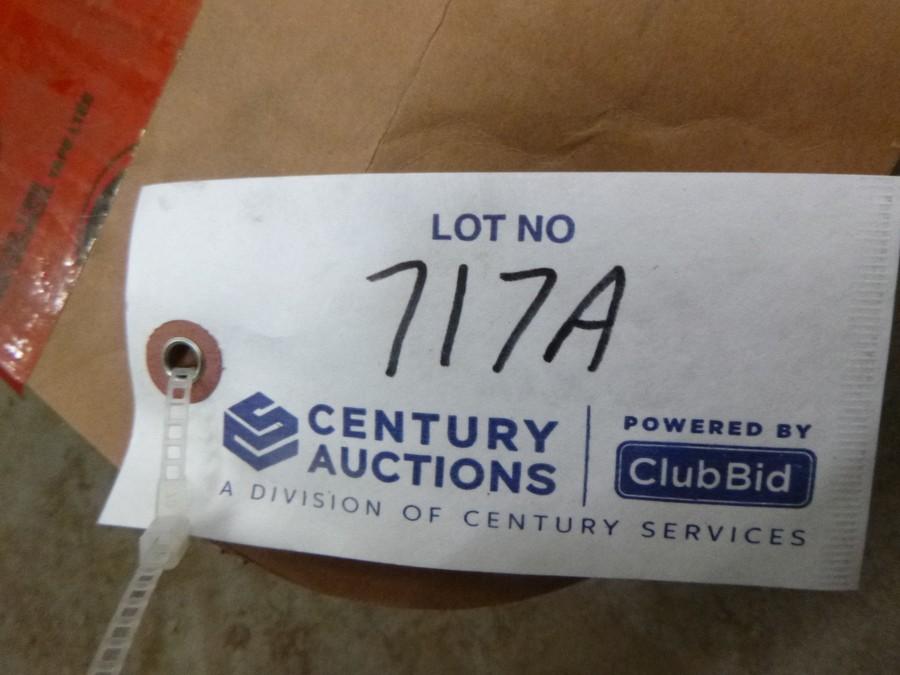 LOT NO
717A
CENTURY
AUCTIONS
A DIVISION OF CENTURY SERVICES
POWERED BY
ClubBid